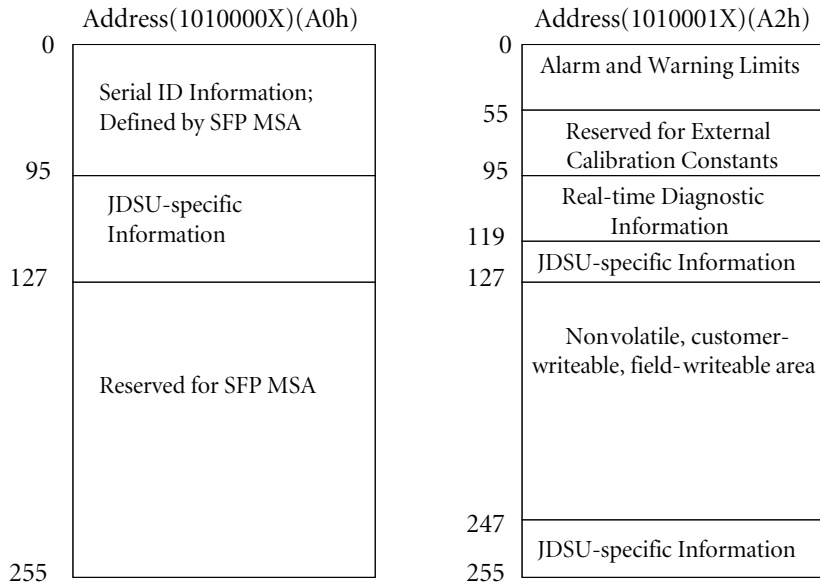 Address(1010000X)(A0h)
0
Serial ID Information;
Defined by SFP MSA
95
JDSU-specific
Information
127
Reserved for SFP MSA
255
Address(1010001X)(A2h)
0
Alarm and Warning Limits
55
Reserved for External
Calibration Constants
95
Real-time Diagnostic
Information
119
JDSU-specific Information
127
Nonvolatile, customer-
writeable, field-writeable area
247
JDSU-specific Information
255